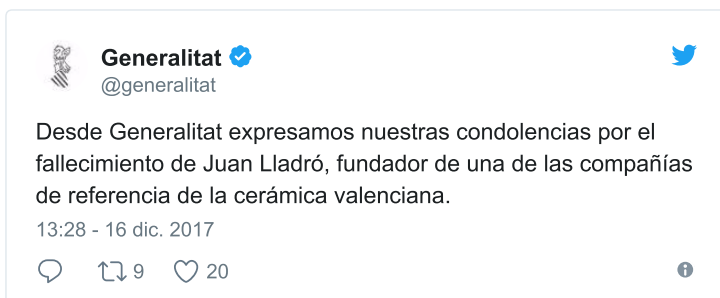 Generalitat
@generalitat
Desde Generalitat expresamos nuestras condolencias por el
fallecimiento de Juan Lladró, fundador de una de las compañías
de referencia de la cerámica valenciana.
13:28 - 16 dic. 2017
9 20